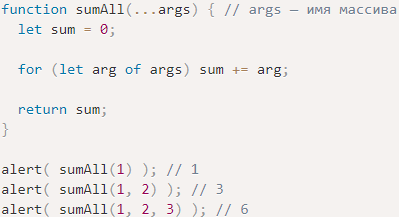 function sumAll(...args) { // args — имя массива
  let sum = 0;

  for (let arg of args) sum += arg;

  return sum;
}

alert( sumAll(1) ); // 1
alert( sumAll(1, 2) ); // 3
alert( sumAll(1, 2, 3) ); // 6